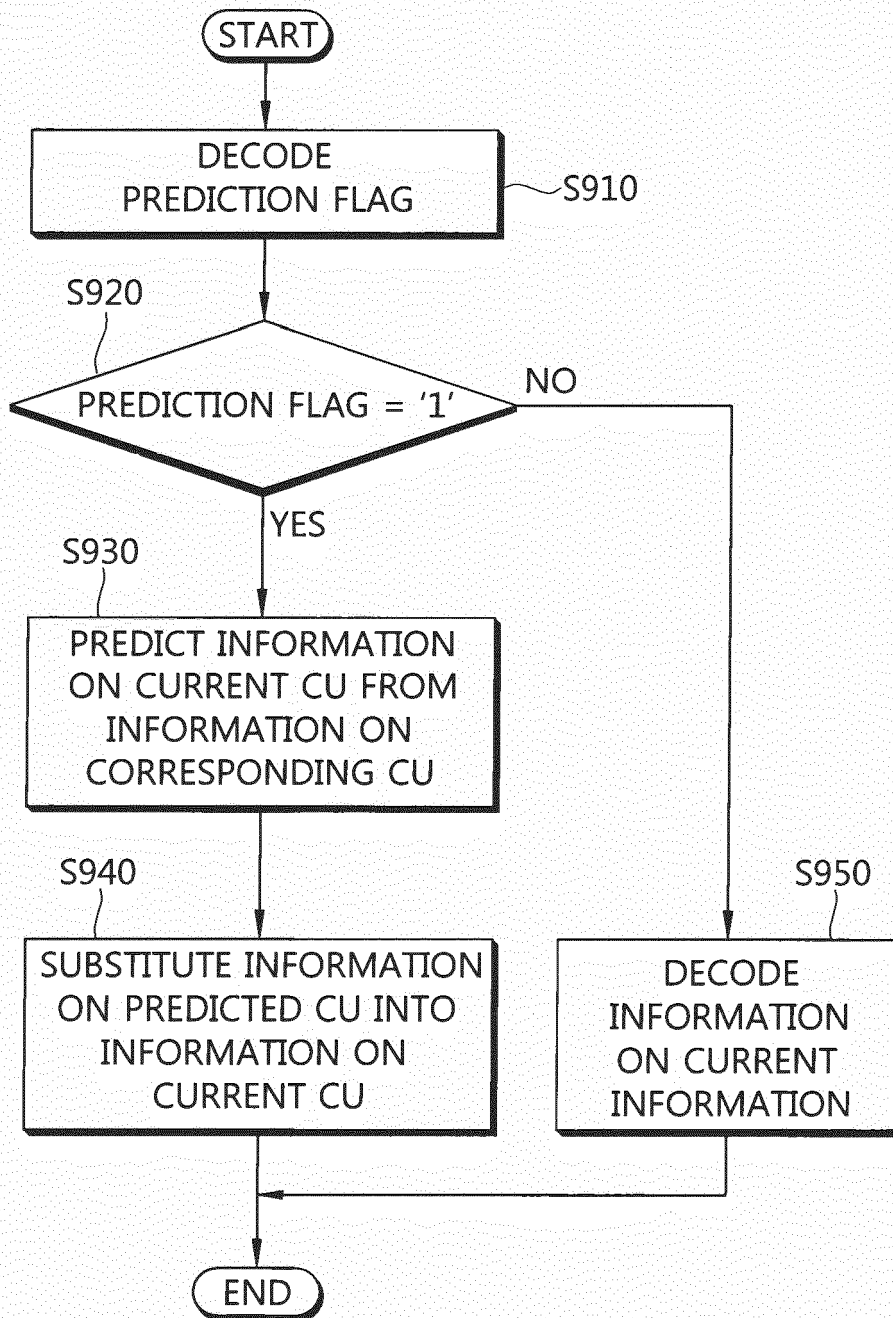 START
DECODE
PREDICTION FLAG
S910
S920
PREDICTION FLAG = '1'
NO
YES
S930
PREDICT INFORMATION
ON CURRENT CU FROM
INFORMATION ON
CORRESPONDING CU
S940
SUBSTITUTE INFORMATION
ON PREDICTED CU INTO
INFORMATION ON
CURRENT CU
S950
DECODE
INFORMATION
ON CURRENT
INFORMATION
END